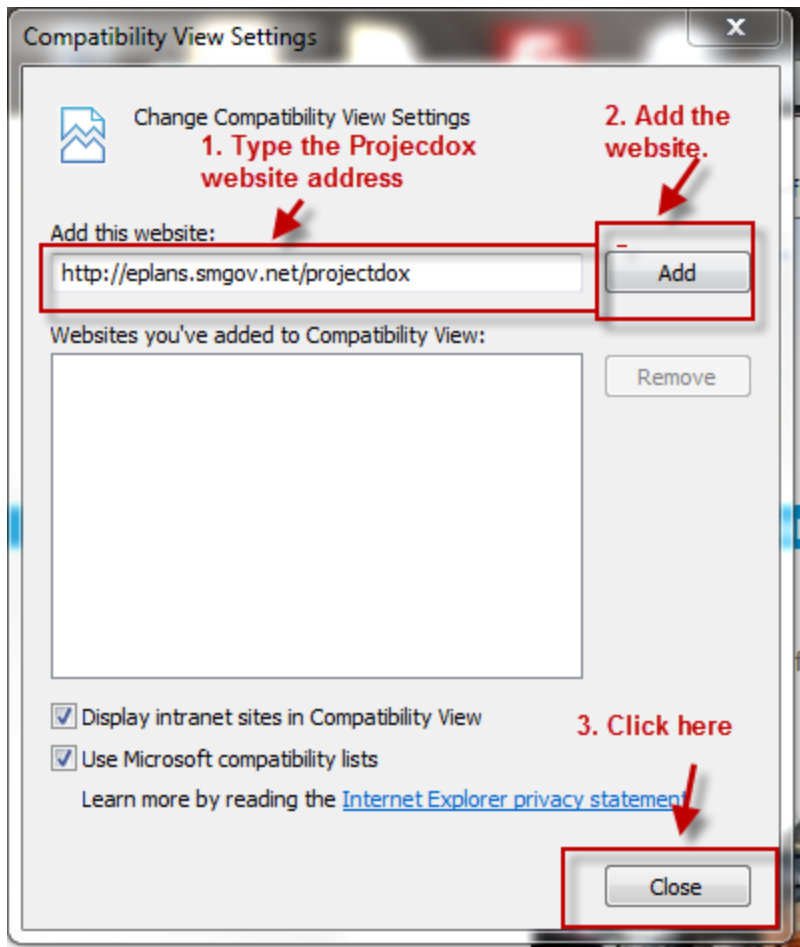 Compatibility View Settings
x
Change Compatibility View Settings
1. Type the Projecdox
website address
2. Add the
website.
Add this website:
http://eplans.smgov.net/projectdox
Add
Websites you've added to Compatibility View:
Remove
Display intranet sites in Compatibility View
Use Microsoft compatibility lists
3. Click here
Learn more by reading the Internet Explorer privacy statement
Close